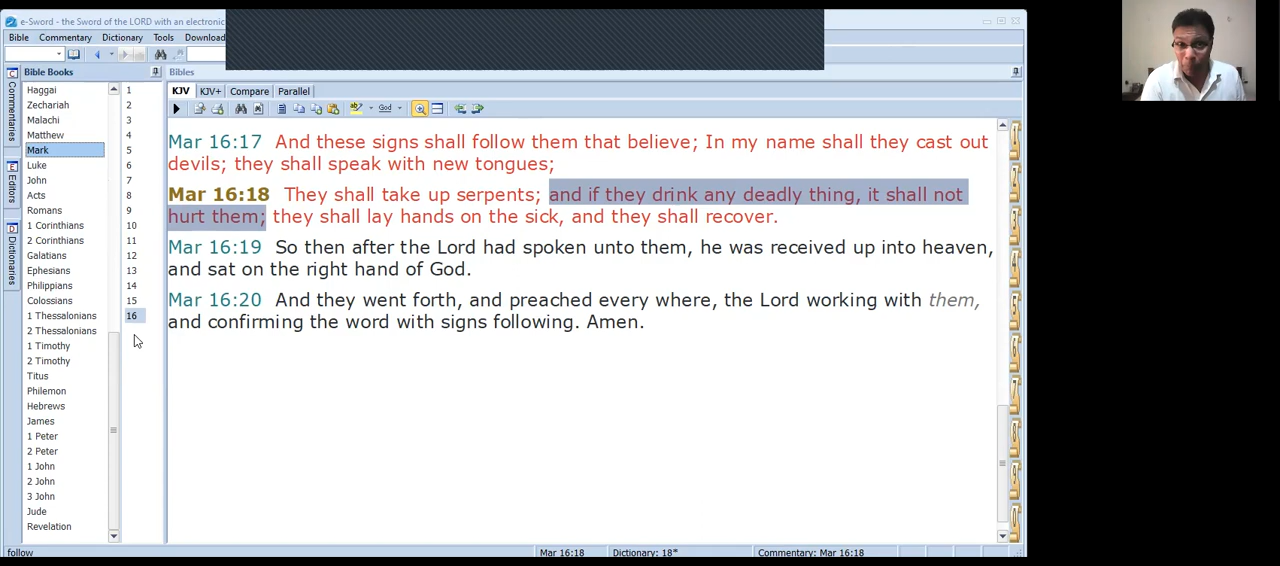 e-Sword - the Sword of the LORD with an electronic
Bible Commentary Dictionary Tools Download
Bible Books
Bibles
KJV KJV+ Compare Parallel
God
Commentaries
Editors
Dictionaries
Haggai
Zechariah
Malachi
Matthew
Mark
Luke
John
Acts
Romans
1 Corinthians
2 Corinthians
Galatians
Ephesians
Philippians
Colossians
1 Thessalonians
2 Thessalonians
1 Timothy
2 Timothy
Titus
Philemon
Hebrews
James
1 Peter
2 Peter
1 John
2 John
3 John
Jude
Revelation
1
2
3
4
5
6
7
8
9
10
11
12
13
14
15
16
Mar 16:17 And these signs shall follow them that believe; In my name shall they cast out
devils; they shall speak with new tongues;
Mar 16:18 They shall take up serpents; and if they drink any deadly thing, it shall not
hurt them; they shall lay hands on the sick, and they shall recover.
Mar 16:19 So then after the Lord had spoken unto them, he was received up into heaven,
and sat on the right hand of God.
Mar 16:20 And they went forth, and preached every where, the Lord working with them,
and confirming the word with signs following. Amen.
follow
Mar 16:18
Dictionary: 18*
Commentary: Mar 16:18